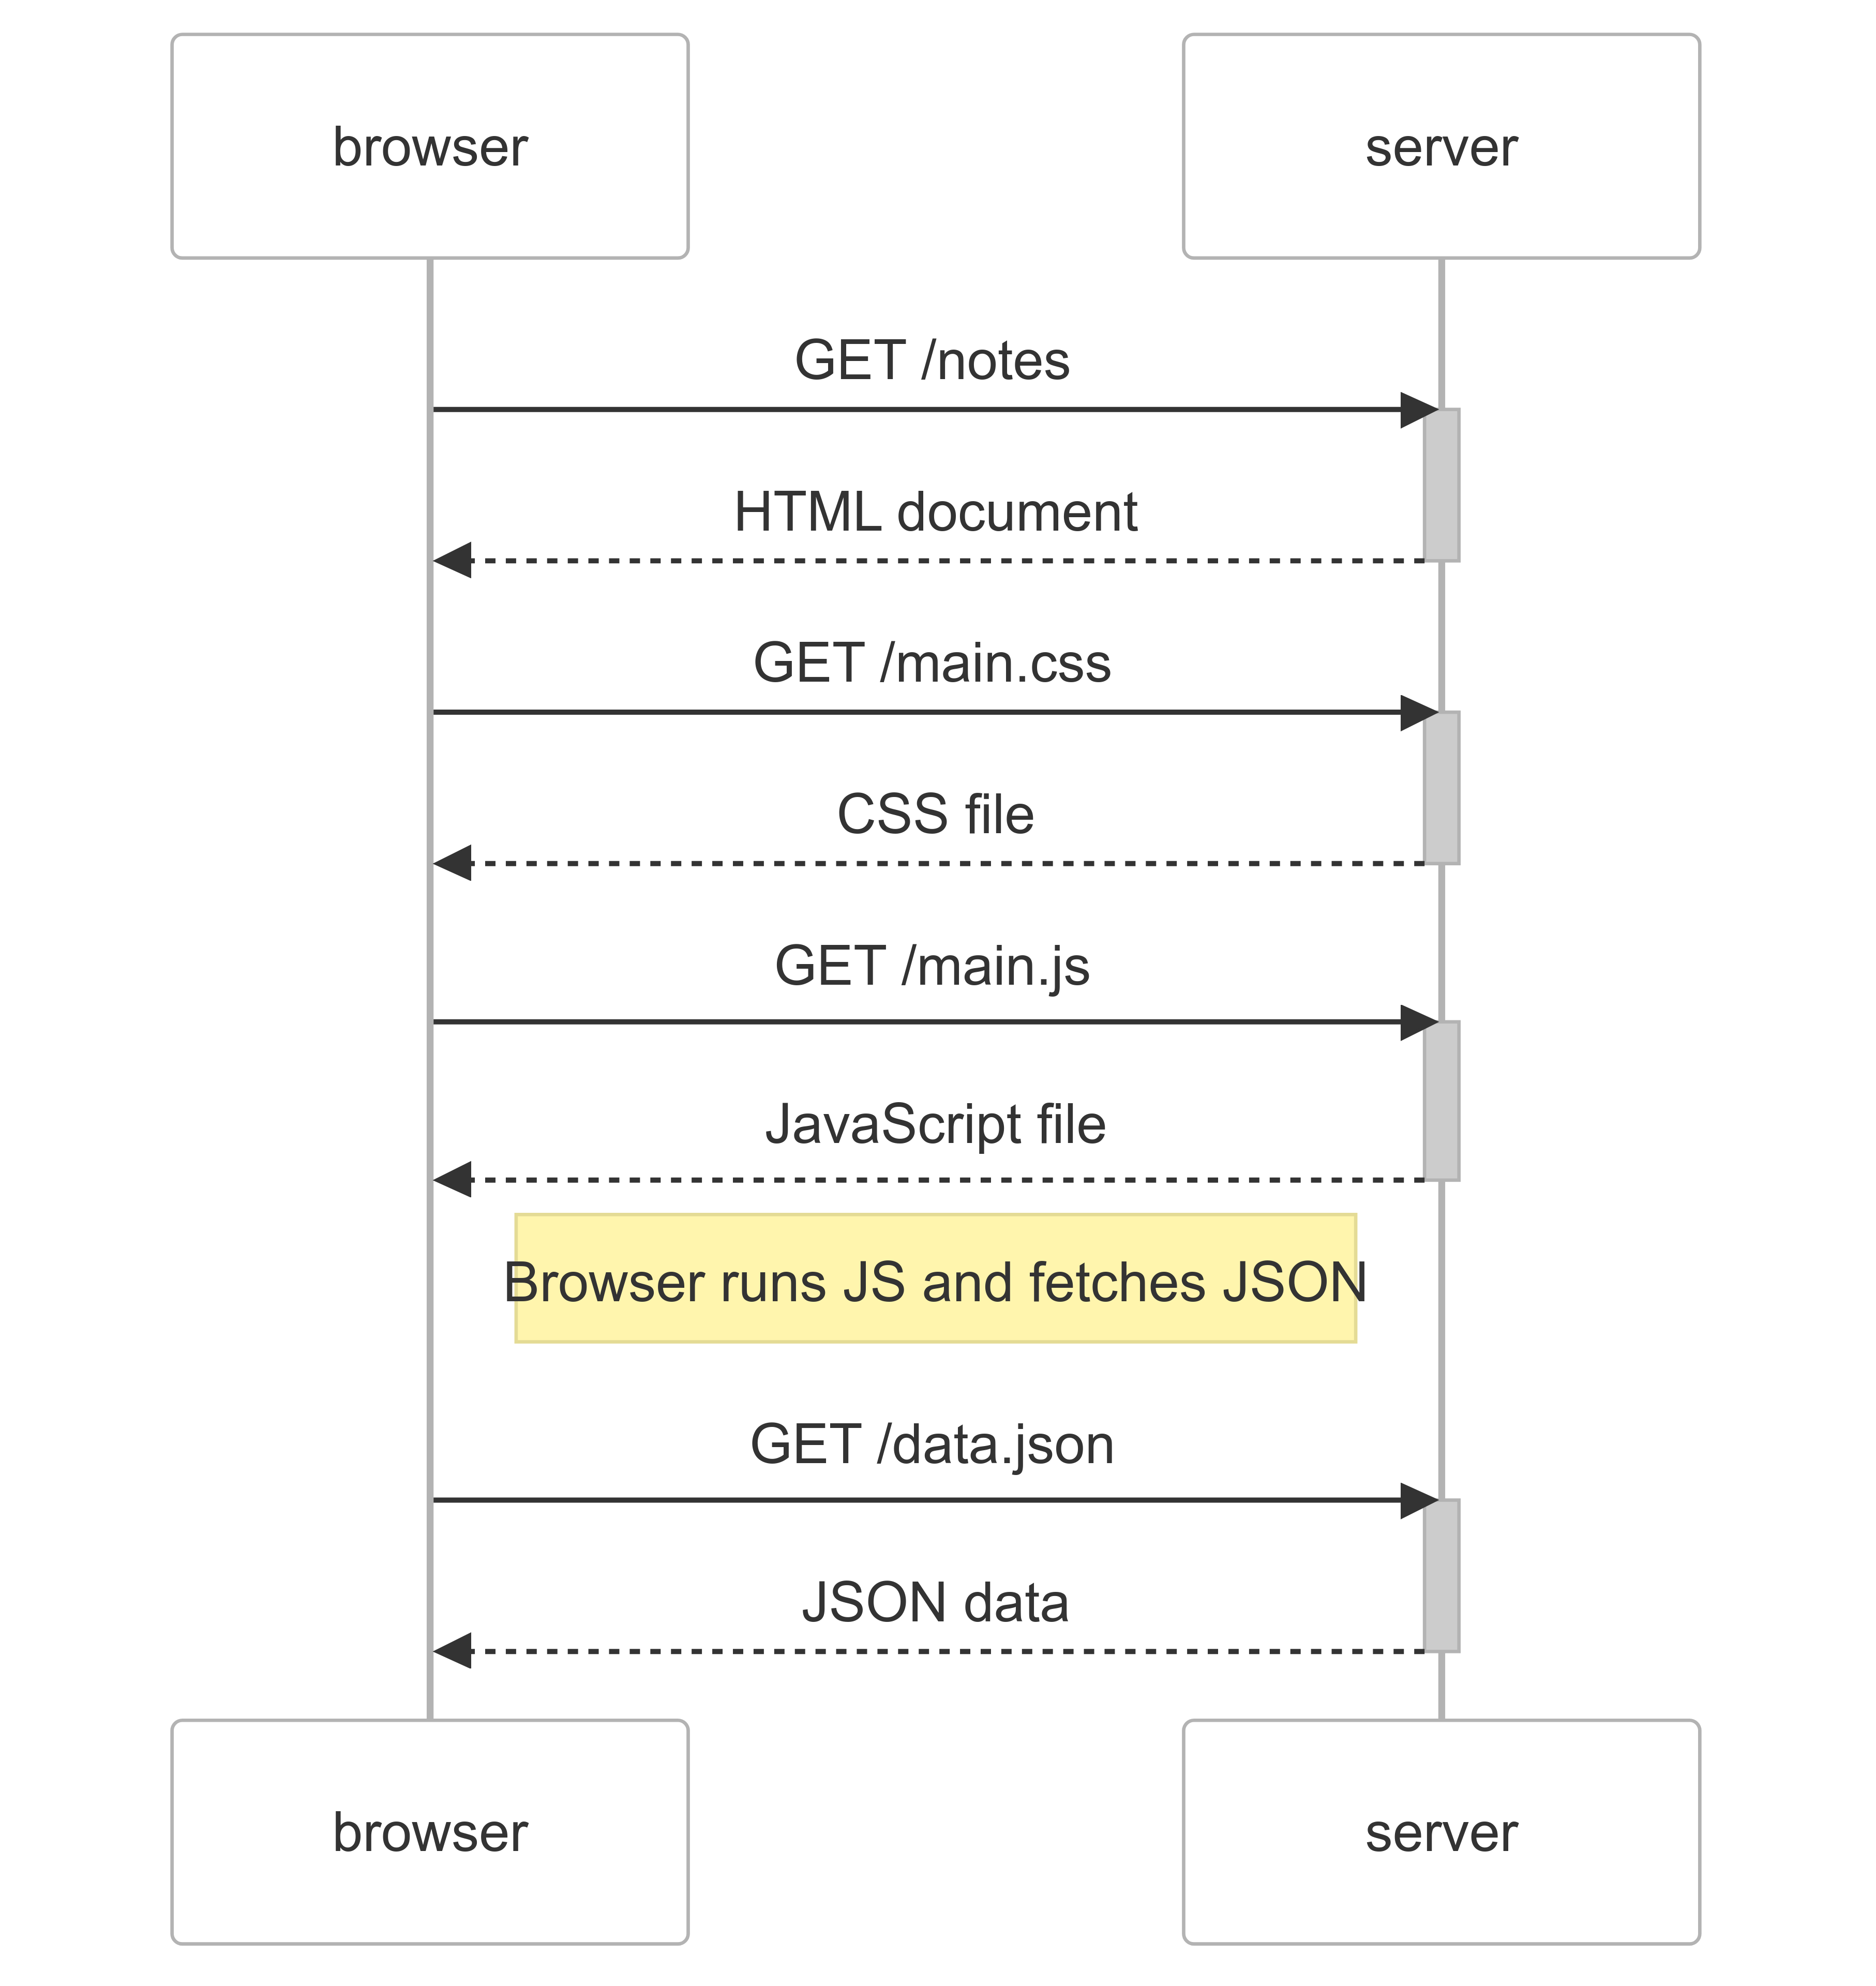 browser
server
GET /notes
HTML document
GET /main.css
CSS file
GET /main.js
JavaScript file
Browser runs JS and fetches JSON
GET /data.json
JSON data
browser
server